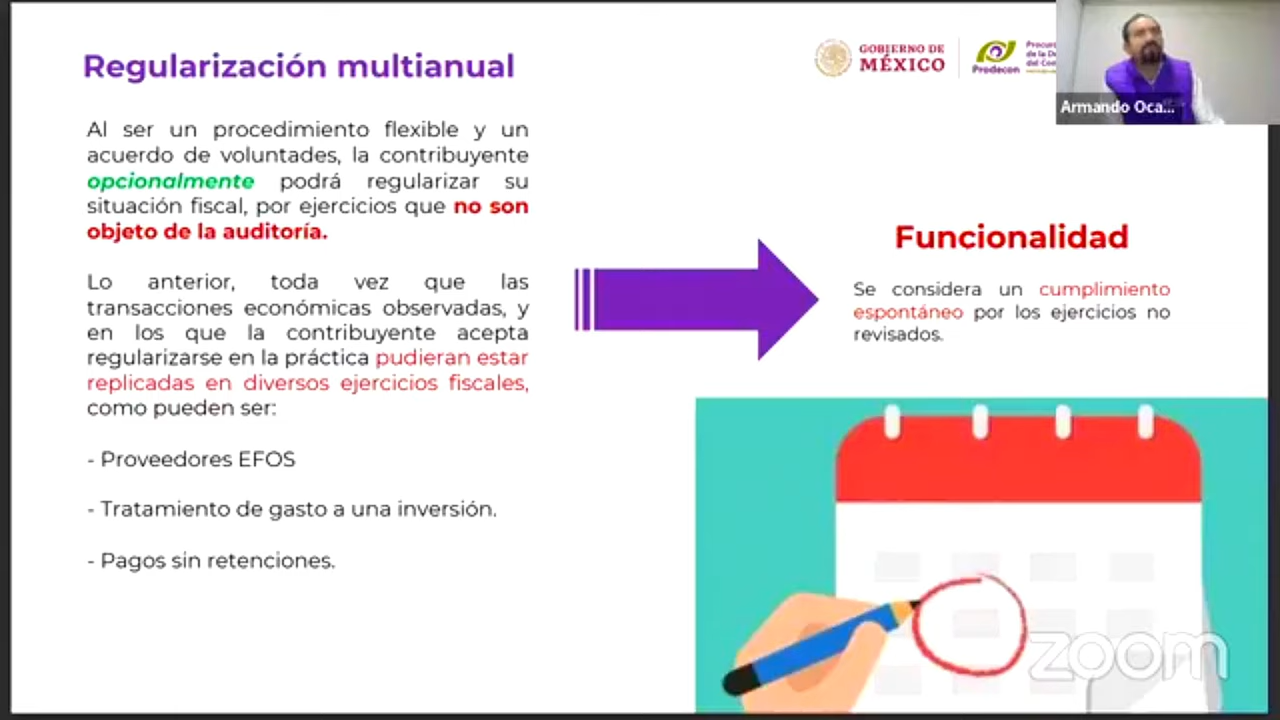 Regularización multianual
GOBIERNO DE
MÉXICO
Prodecon
Armando Oca...
Al ser un procedimiento flexible y un
acuerdo de voluntades, la contribuyente
opcionalmente podrá regularizar su
situación fiscal, por ejercicios que no son
objeto de la auditoría.
Lo anterior, toda vez que las
transacciones económicas observadas, y
en los que la contribuyente acepta
regularizarse en la práctica pudieran estar
replicadas en diversos ejercicios fiscales,
como pueden ser:
- Proveedores EFOS
- Tratamiento de gasto a una inversión.
- Pagos sin retenciones.
Funcionalidad
Se considera un cumplimiento
espontáneo por los ejercicios no
revisados.
zoom